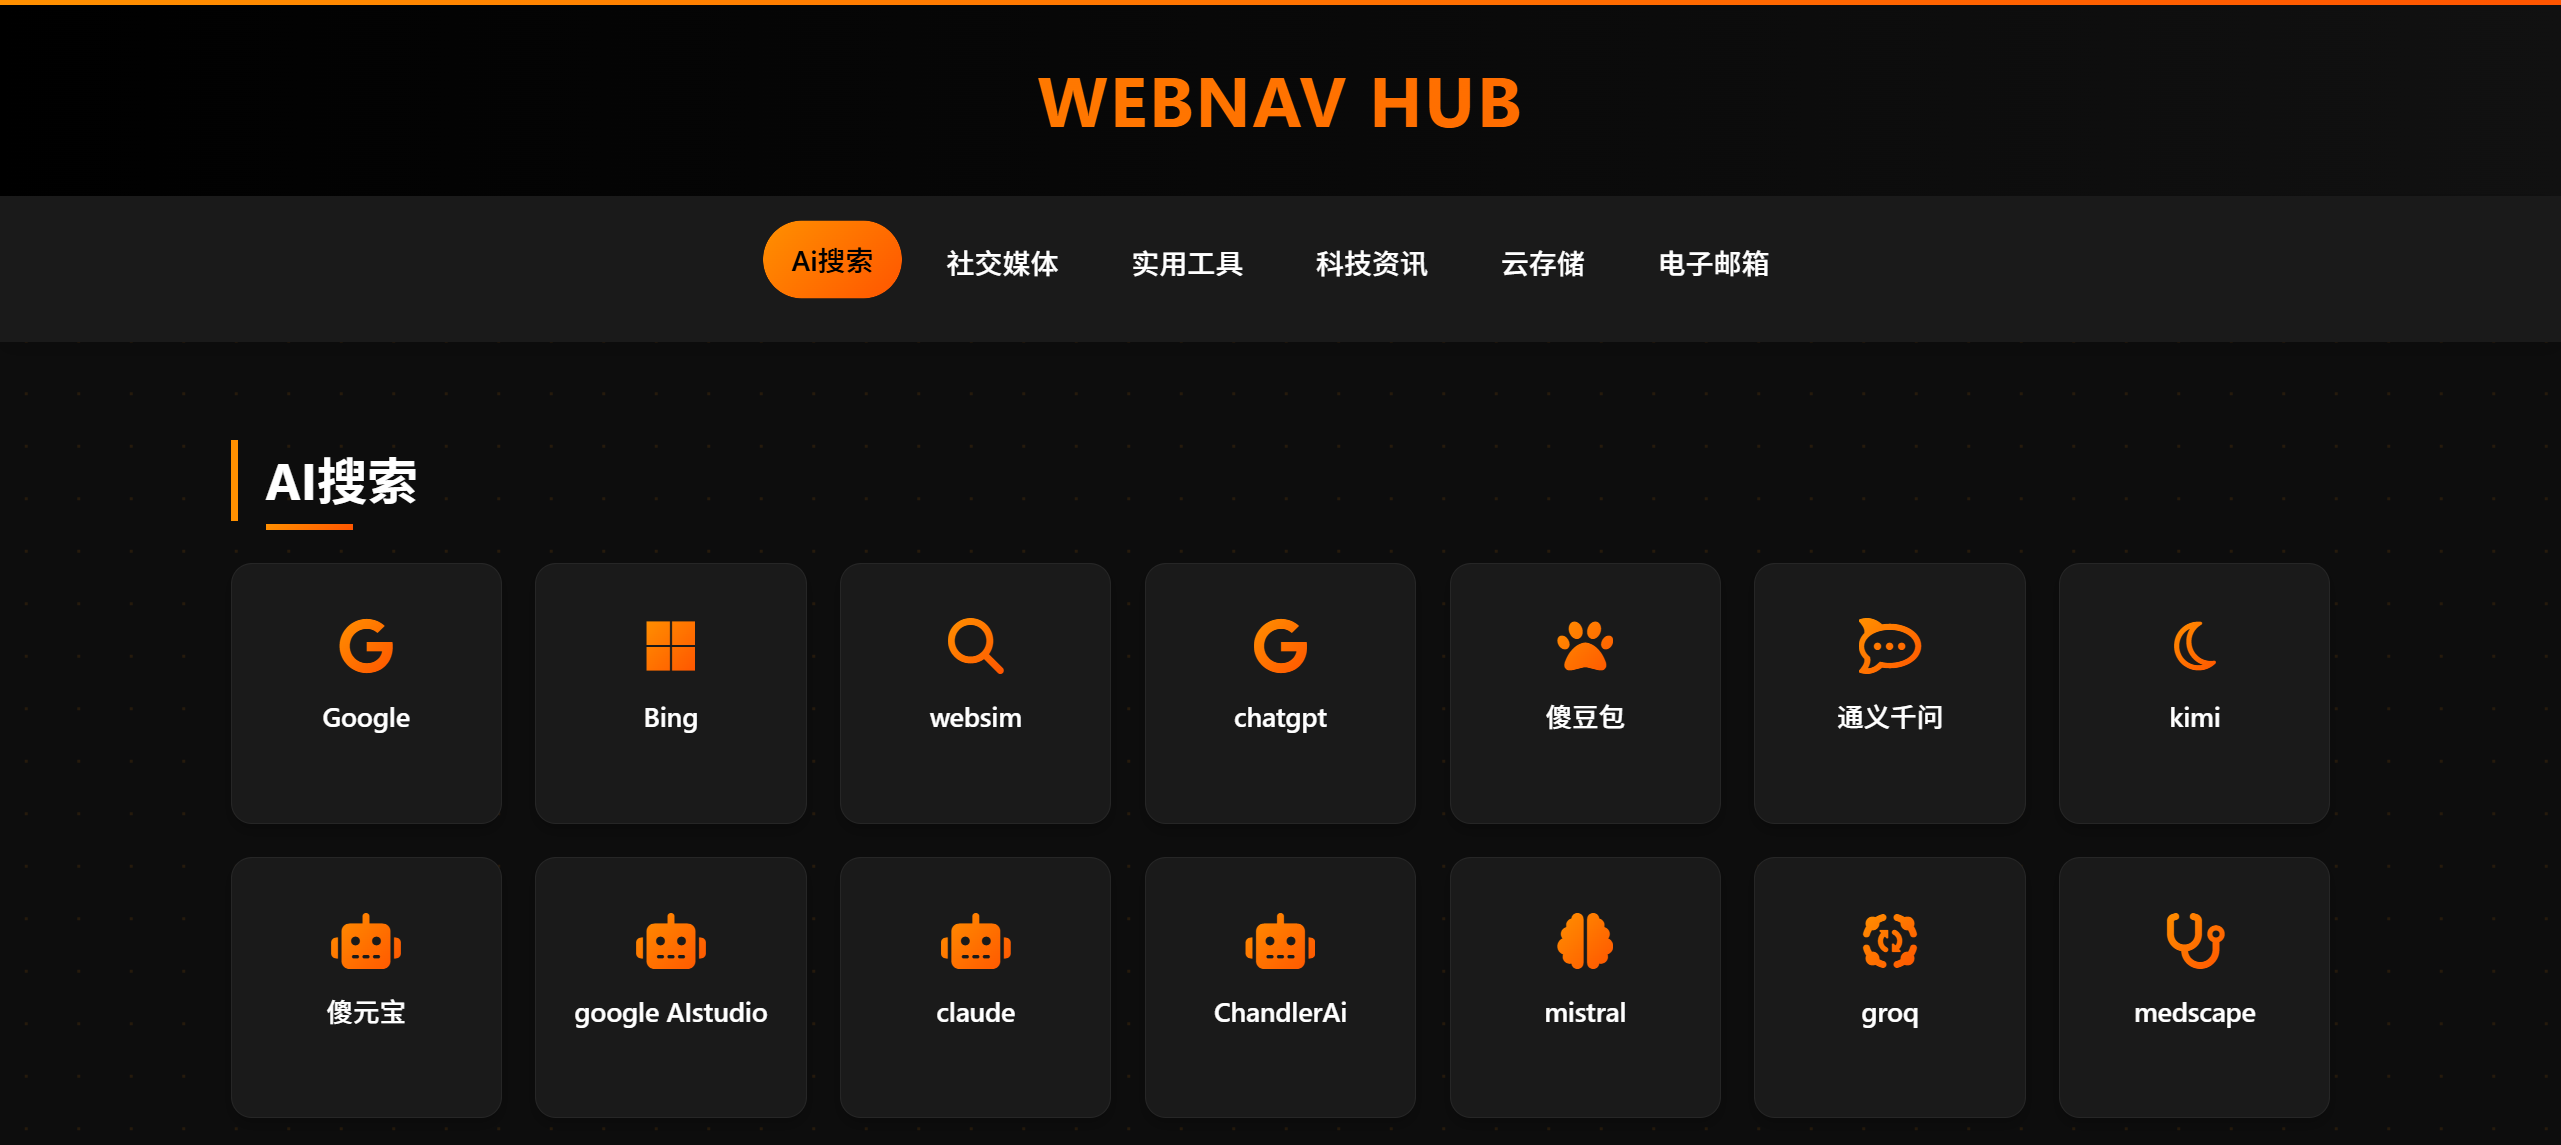 WEBNAV HUB
Ai搜索
社交媒体
实用工具
科技资讯
云存储
电子邮箱
AI搜索
Google
Bing
websim
chatgpt
傻豆包
通义千问
kimi
傻元宝
google AIstudio
claude
ChandlerAi
mistral
groq
medscape